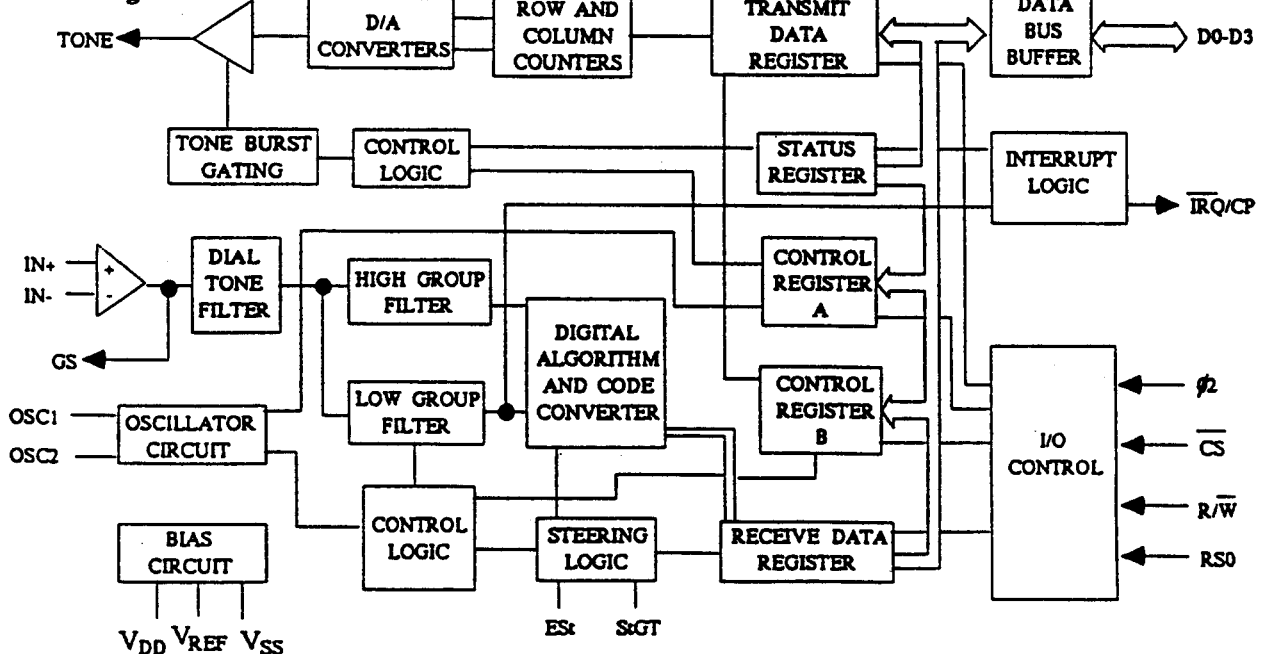 TONE
D/A
CONVERTERS
ROW AND
COLUMN
COUNTERS
TRANSMIT
DATA
REGISTER
DATA
BUS
BUFFER
D0-D3
TONE BURST
GATING
CONTROL
LOGIC
STATUS
REGISTER
INTERRUPT
LOGIC
I̅R̅Q̅/CP
IN+
IN-
+
-
GS
DIAL
TONE
FILTER
HIGH GROUP
FILTER
CONTROL
REGISTER
A
DIGITAL
ALGORITHM
AND CODE
CONVERTER
LOW GROUP
FILTER
CONTROL
REGISTER
B
OSC1
OSC2
OSCILLATOR
CIRCUIT
I/O
CONTROL
ϕ2
C̅S̅
R/W̅
RS0
BIAS
CIRCUIT
VDD VREF VSS
CONTROL
LOGIC
STEERING
LOGIC
ESt StGT
RECEIVE DATA
REGISTER